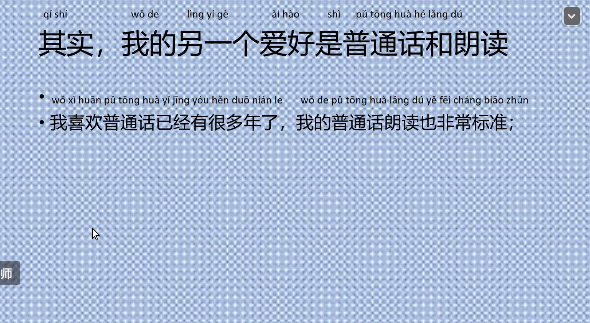 qí shí wǒ de lìng yí gè ài hào shì pǔ tōng huà hé lǎng dú
其实，我的另一个爱好是普通话和朗读
• wǒ xǐ huān pǔ tōng huà yǐ jīng yóu hěn duō nián le wǒ de pǔ tōng huà lǎng dú yě fēi cháng biāo zhǔn
• 我喜欢普通话已经有很多年了，我的普通话朗读也非常标准；
师